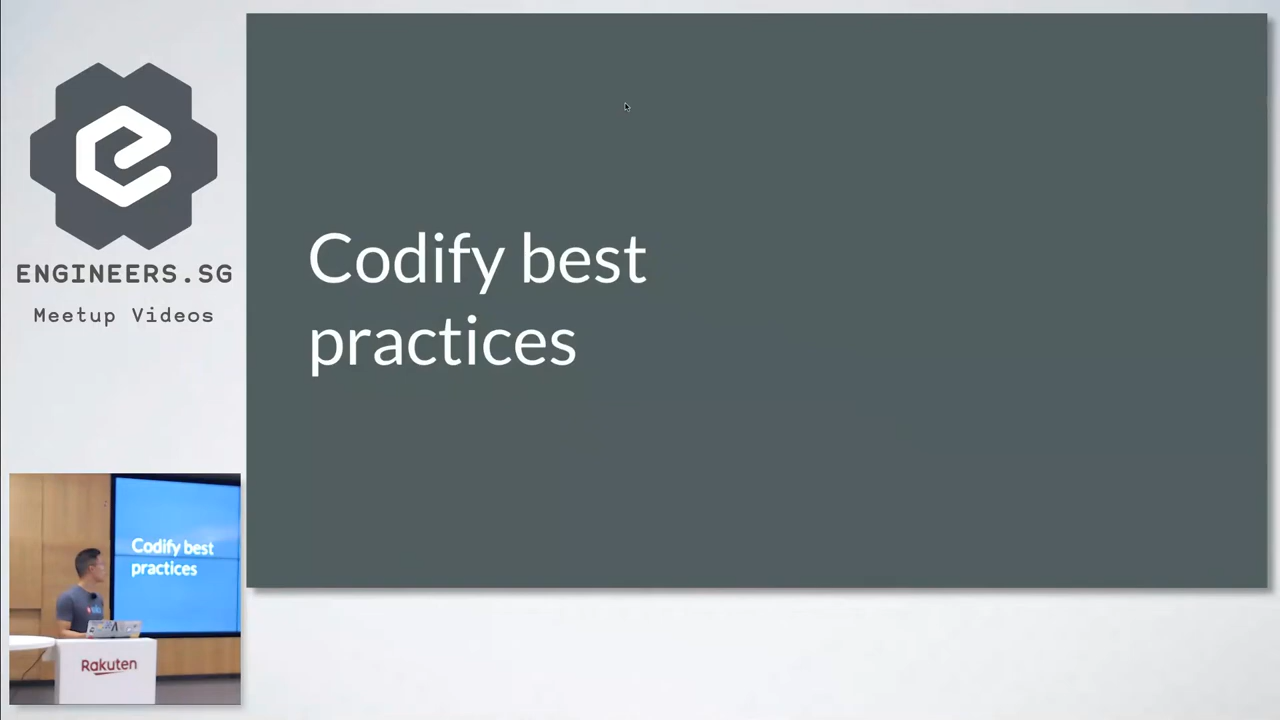 ENGINEERS.SG
Meetup Videos
Codify best
practices
Codify best
practices
Rakuten